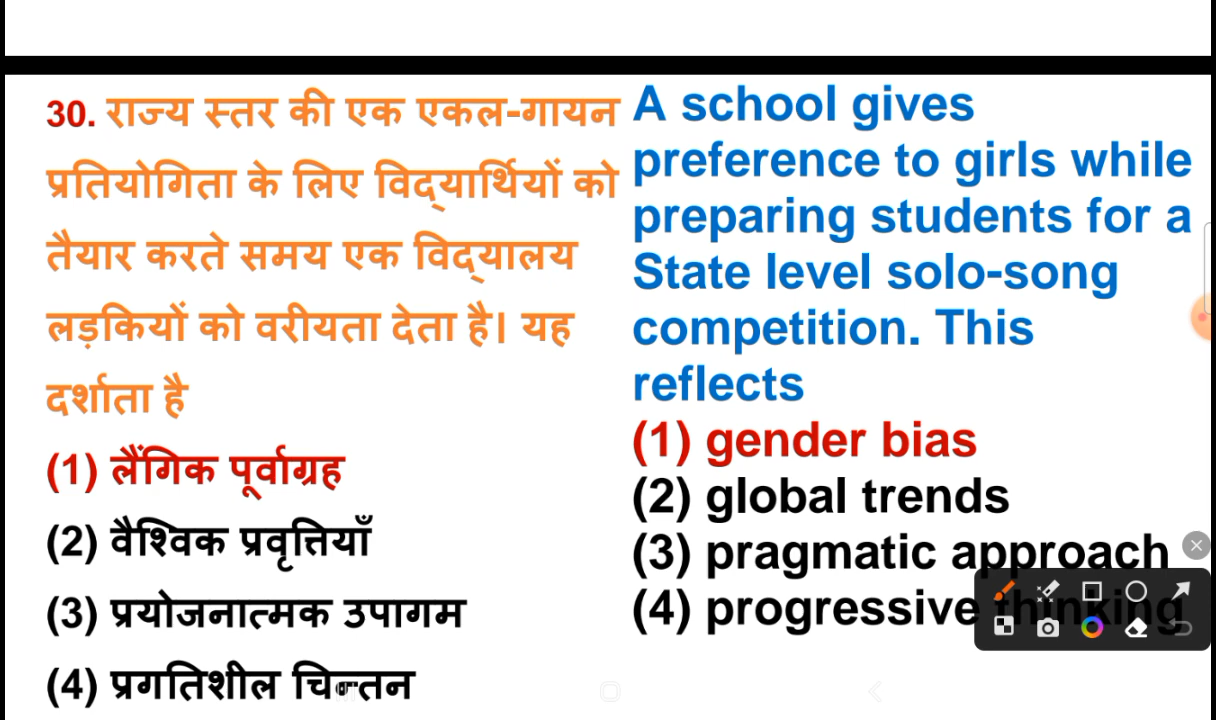 30. राज्य स्तर की एक एकल-गायन
प्रतियोगिता के लिए विद्यार्थियों को
तैयार करते समय एक विद्यालय
लड़कियों को वरीयता देता है। यह
दर्शाता है
(1) लैंगिक पूर्वाग्रह
(2) वैश्विक प्रवृत्तियाँ
(3) प्रयोजनात्मक उपागम
(4) प्रगतिशील चिन्तन
A school gives
preference to girls while
preparing students for a
State level solo-song
competition. This
reflects
(1) gender bias
(2) global trends
(3) pragmatic approach
(4) progressive thinking